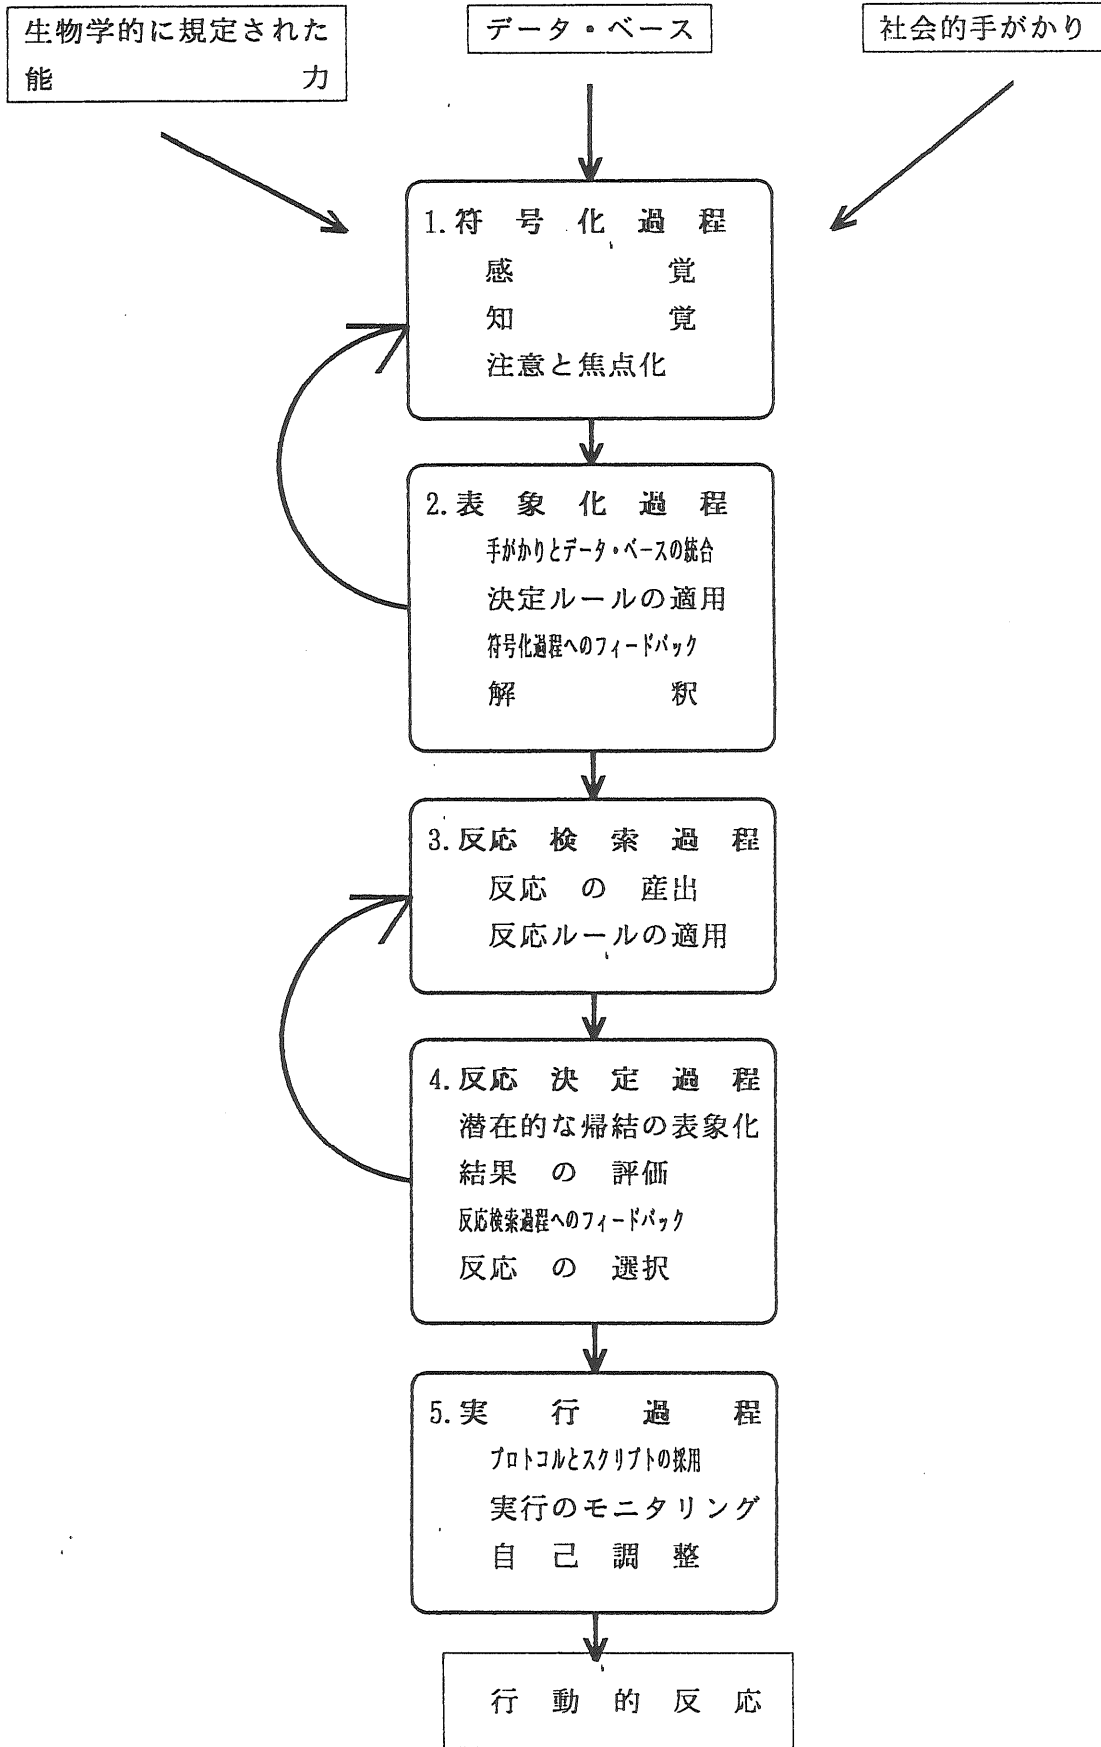 生物学的に規定された
能力
データ・ベース
社会的手がかり
1.符号化過程
感覚
知覚
注意と焦点化
2.表象化過程
手がかりとデータ・ベースの統合
決定ルールの適用
符号化過程へのフィードバック
解釈
3.反応検索過程
反応の産出
反応ルールの適用
4.反応決定過程
潜在的な帰結の表象化
結果の評価
反応検索過程へのフィードバック
反応の選択
5.実行過程
プロトコルとスクリプトの採用
実行のモニタリング
自己調整
行動的反応